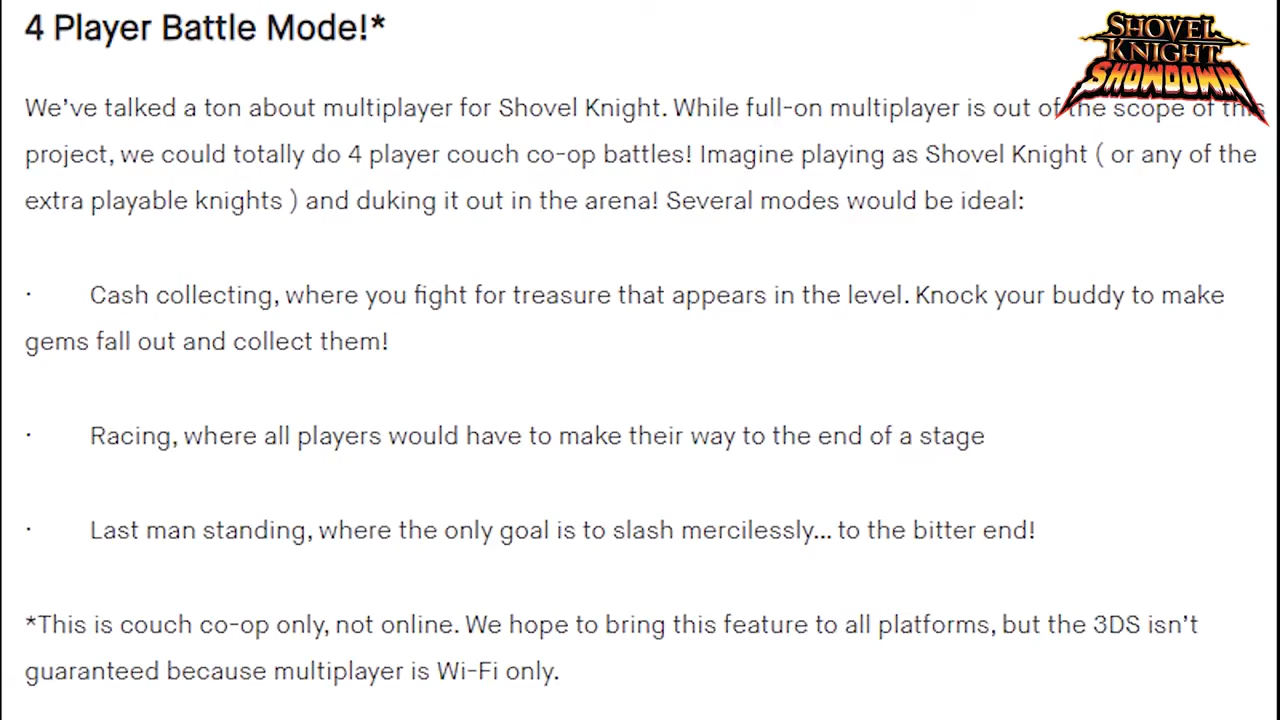 4 Player Battle Mode!*
SHOVEL
KNIGHT
SHOWDOWN
We've talked a ton about multiplayer for Shovel Knight. While full-on multiplayer is out of the scope of this
project, we could totally do 4 player couch co-op battles! Imagine playing as Shovel Knight ( or any of the
extra playable knights ) and duking it out in the arena! Several modes would be ideal:
· Cash collecting, where you fight for treasure that appears in the level. Knock your buddy to make
gems fall out and collect them!
· Racing, where all players would have to make their way to the end of a stage
· Last man standing, where the only goal is to slash mercilessly... to the bitter end!
*This is couch co-op only, not online. We hope to bring this feature to all platforms, but the 3DS isn't
guaranteed because multiplayer is Wi-Fi only.